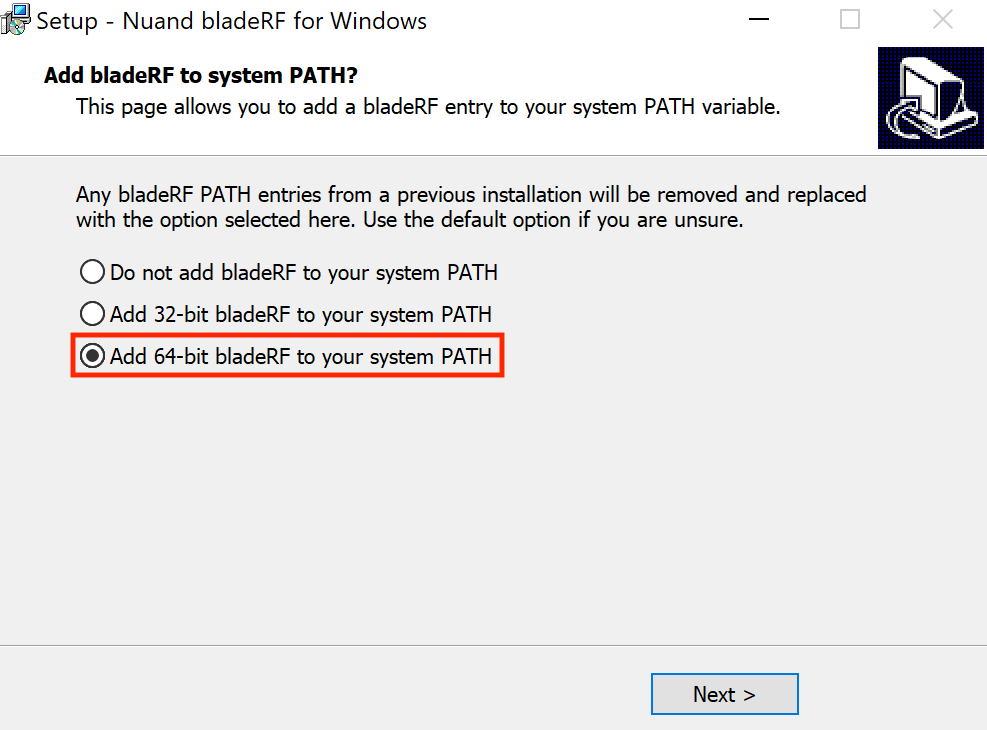 Setup - Nuand bladeRF for Windows
Add bladeRF to system PATH?
This page allows you to add a bladeRF entry to your system PATH variable.
Any bladeRF PATH entries from a previous installation will be removed and replaced
with the option selected here. Use the default option if you are unsure.
Do not add bladeRF to your system PATH
Add 32-bit bladeRF to your system PATH
Add 64-bit bladeRF to your system PATH
Next >